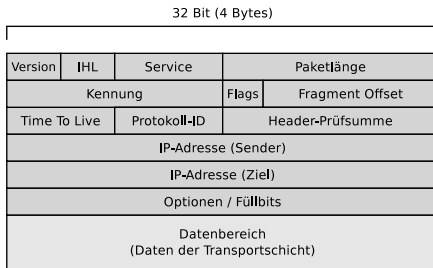 32 Bit (4 Bytes)
Version IHL Service Paketlänge
Kennung Flags Fragment Offset
Time To Live Protokoll-ID Header-Prüfsumme
IP-Adresse (Sender)
IP-Adresse (Ziel)
Optionen / Füllbits
Datenbereich
(Daten der Transportschicht)